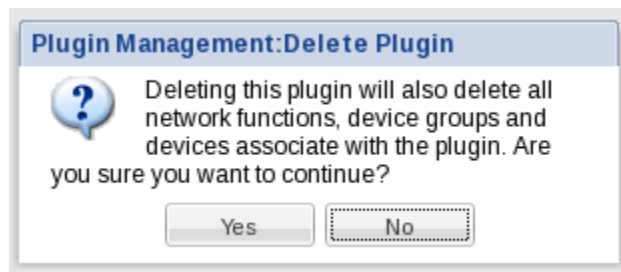 Plugin Management:Delete Plugin
Deleting this plugin will also delete all
network functions, device groups and
devices associate with the plugin. Are
you sure you want to continue?
Yes No